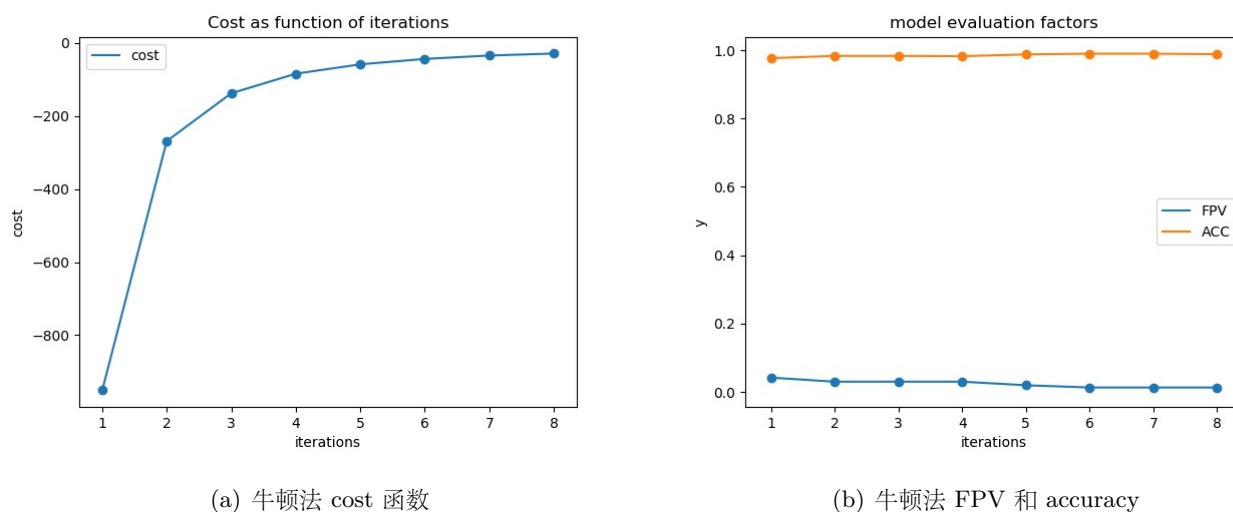 Cost as function of iterations
cost
0
−200
−400
−600
−800
cost
1 2 3 4 5 6 7 8
iterations
(a) 牛顿法 cost 函数
model evaluation factors
1.0
0.8
0.6
0.4
0.2
0.0
y
FPV
ACC
1 2 3 4 5 6 7 8
iterations
(b) 牛顿法 FPV 和 accuracy